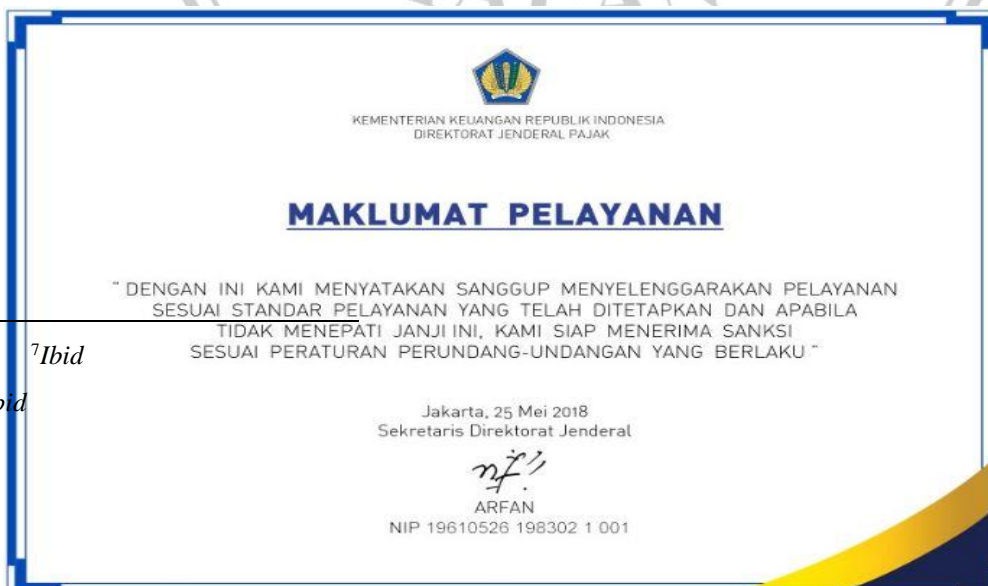 KEMENTERIAN KEUANGAN REPUBLIK INDONESIA
DIREKTORAT JENDERAL PAJAK
MAKLUMAT PELAYANAN
" DENGAN INI KAMI MENYATAKAN SANGGUP MENYELENGGARAKAN PELAYANAN
SESUAI STANDAR PELAYANAN YANG TELAH DITETAPKAN DAN APABILA
TIDAK MENEPATI JANJI INI, KAMI SIAP MENERIMA SANKSI
SESUAI PERATURAN PERUNDANG-UNDANGAN YANG BERLAKU "
⁷Ibid
Jakarta, 25 Mei 2018
Sekretaris Direktorat Jenderal
ARFAN
NIP 19610526 198302 1 001